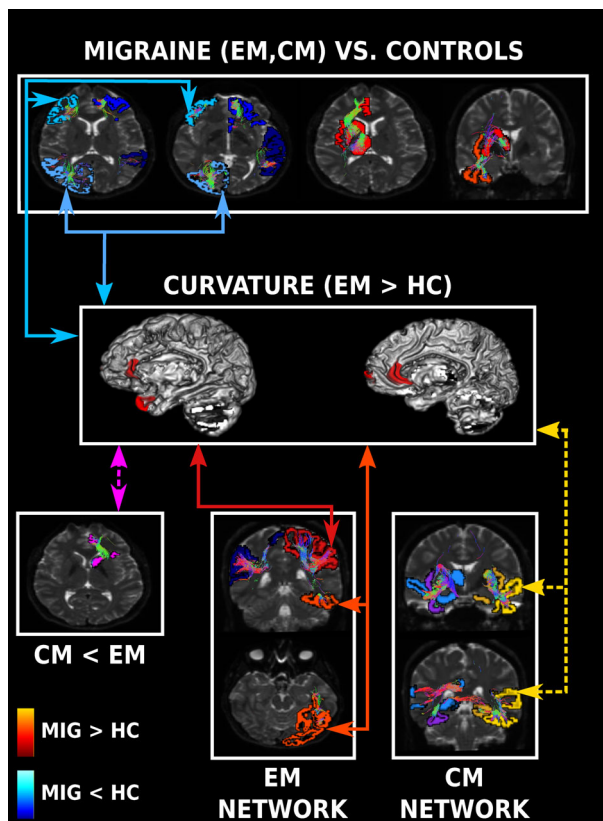 MIGRAINE (EM,CM) VS. CONTROLS
CURVATURE (EM > HC)
CM < EM
MIG > HC
MIG < HC
EM
NETWORK
CM
NETWORK